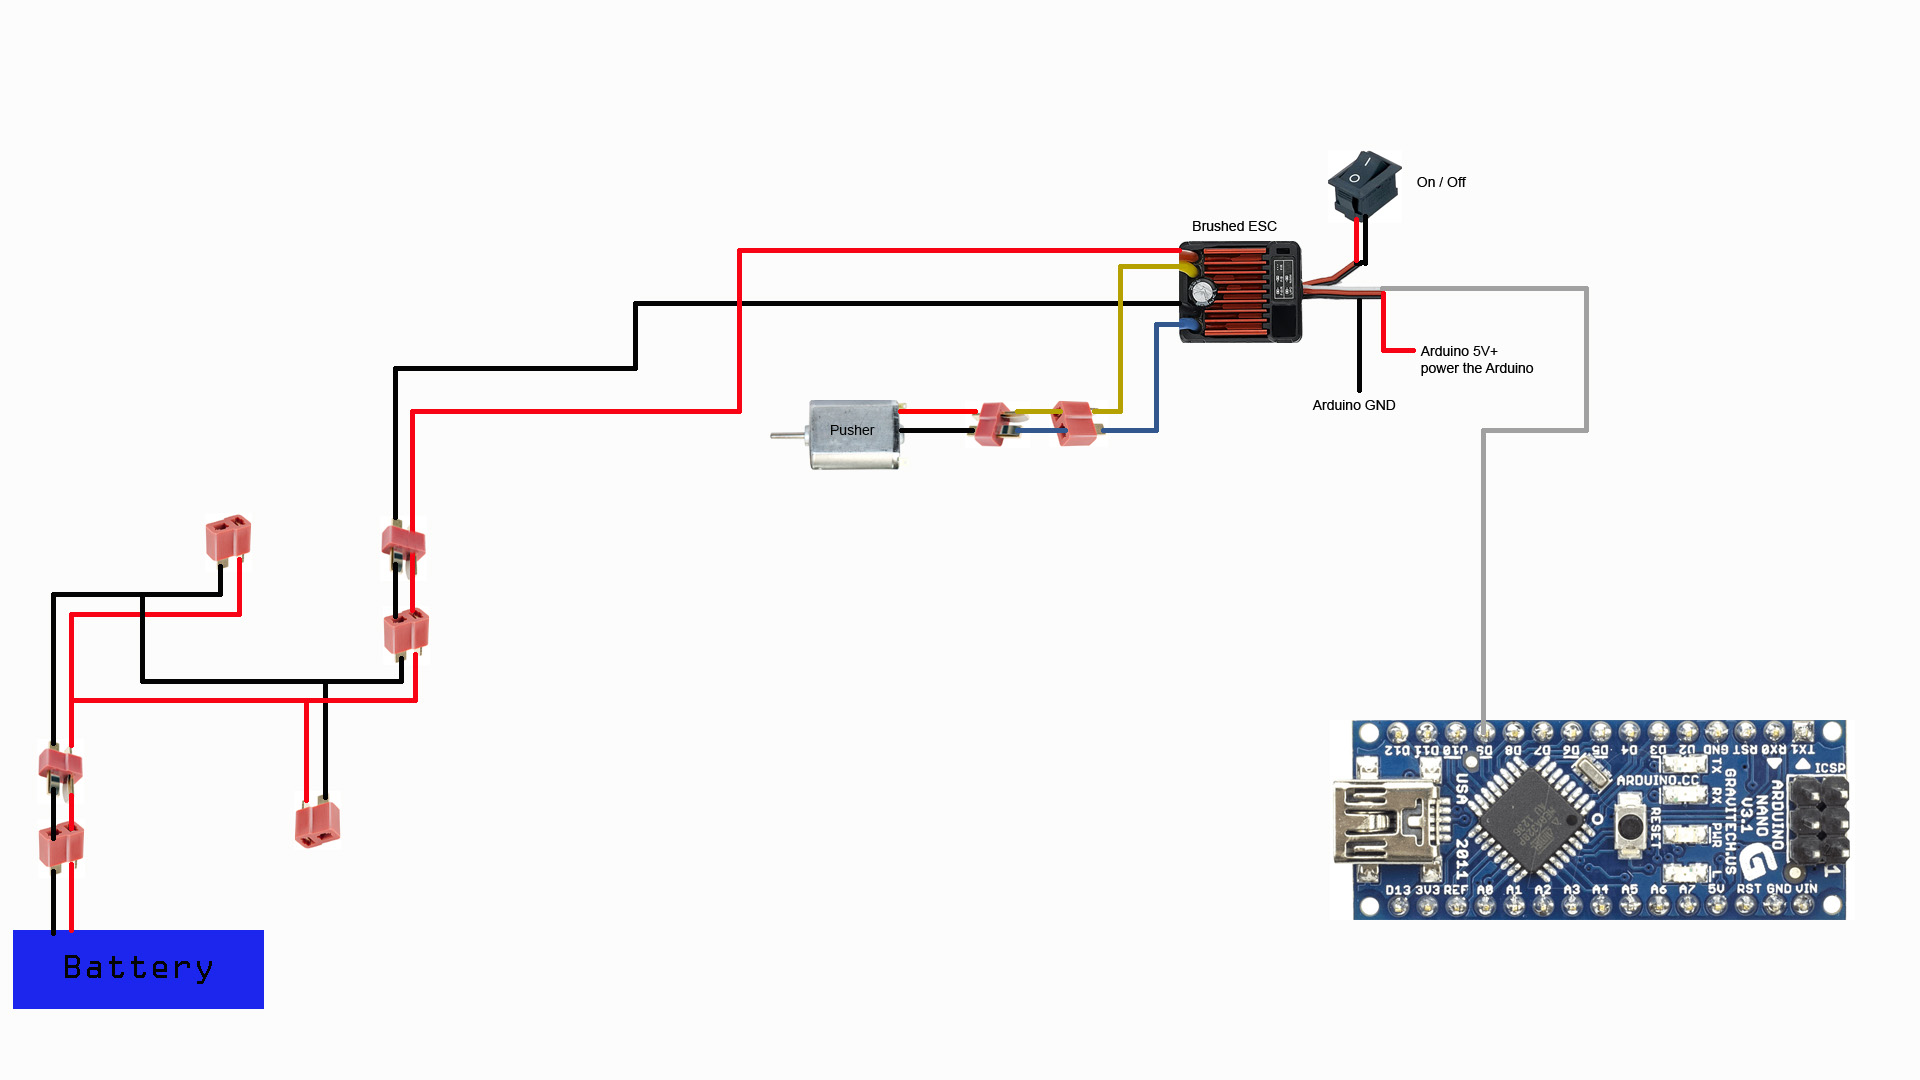 On / Off
Brushed ESC
Arduino 5V+
power the Arduino
Arduino GND
Pusher
Battery
D12 D11 D10 D9 D8 D7 D6 D5 D4 D3 D2 GND RST RX0 TX1
ICSP
TX
RX
PWR
L
USA
2011
ARDUINO.CC
RESET
GRAVITECH.US
ARDUINO
NANO
V3.1
G
1
D13 3V3 REF A0 A1 A2 A3 A4 A5 A6 A7 5V RST GND VIN